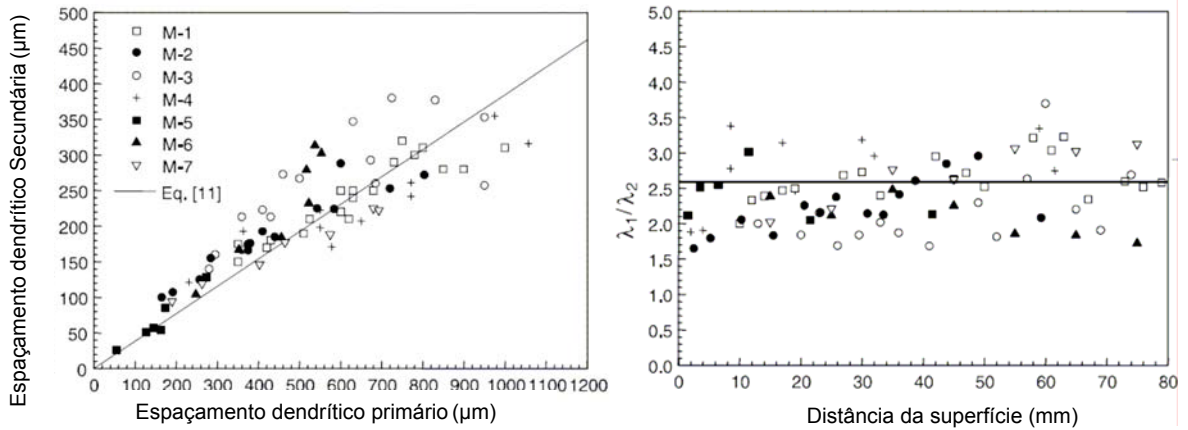 Espaçamento dendrítico Secundária (µm)
500
450
400
350
300
250
200
150
100
50
0
M-1
M-2
M-3
M-4
M-5
M-6
M-7
Eq, [11]
0 100 200 300 400 500 600 700 800 900 1000 1100 1200
Espaçamento dendrítico primário (µm)
λ1/λ2
5.0
4.5
4.0
3.5
3.0
2.5
2.0
1.5
1.0
0.5
0.0
0 10 20 30 40 50 60 70 80
Distância da superfície (mm)